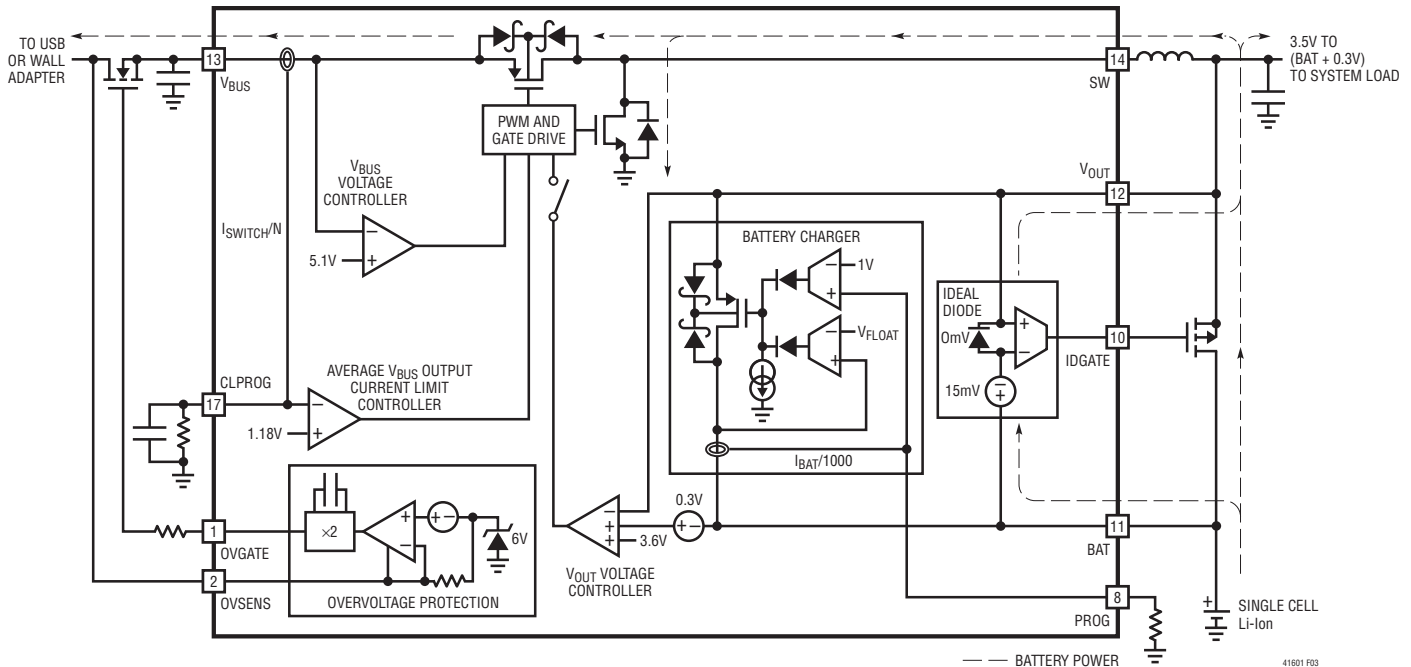 TO USB
OR WALL
ADAPTER
13
VBUS
14
SW
3.5V TO
(BAT + 0.3V)
TO SYSTEM LOAD
PWM AND
GATE DRIVE
VBUS
VOLTAGE
CONTROLLER
VOUT
12
ISWITCH/N
5.1V
–
+
BATTERY CHARGER
–
1V
+
–
VFLOAT
+
IDEAL
DIODE
0mV
+
–
15mV
–
+
10
IDGATE
CLPROG
17
AVERAGE VBUS OUTPUT
CURRENT LIMIT
CONTROLLER
–
1.18V
+
IBAT/1000
0.3V
+ –
–
+
+
3.6V
VOUT VOLTAGE
CONTROLLER
11
BAT
×2
+
–
+ –
6V
1
OVGATE
2
OVSENS
OVERVOLTAGE PROTECTION
8
PROG
+
SINGLE CELL
Li-Ion
BATTERY POWER
41601 F03